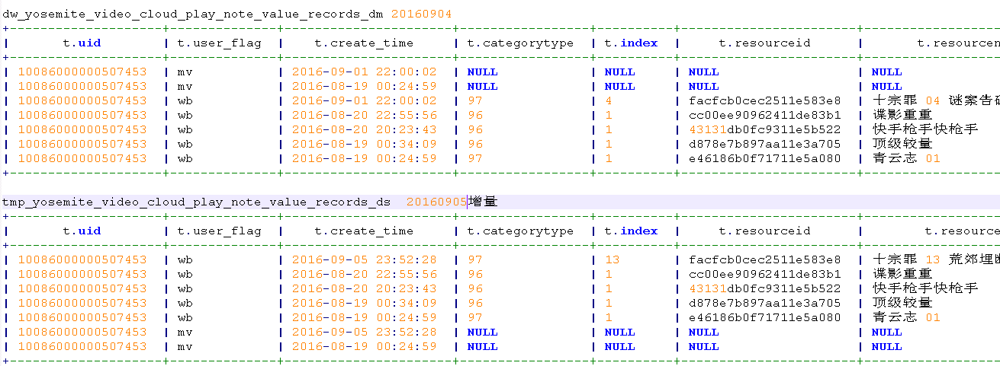 dw_yosemite_video_cloud_play_note_value_records_dm 20160904
| t.uid | t.user_flag | t.create_time | t.categorytype | t.index | t.resourceid | t.resourcen
| 10086000000507453 | mv | 2016-09-01 22:00:02 | NULL | NULL | NULL | NULL
| 10086000000507453 | mv | 2016-08-19 00:24:59 | NULL | NULL | NULL | NULL
| 10086000000507453 | wb | 2016-09-01 22:00:02 | 97 | 4 | facfcb0cec2511e583e8 | 十宗罪 04 谜案告破
| 10086000000507453 | wb | 2016-08-20 22:55:56 | 96 | 1 | cc00ee90962411de83b1 | 谍影重重
| 10086000000507453 | wb | 2016-08-20 20:23:43 | 96 | 1 | 43131db0fc9311e5b522 | 快手枪手快枪手
| 10086000000507453 | wb | 2016-08-19 00:34:09 | 96 | 1 | d878e7b897aa11e3a705 | 顶级较量
| 10086000000507453 | wb | 2016-08-19 00:24:59 | 97 | 1 | e46186b0f71711e5a080 | 青云志 01
tmp_yosemite_video_cloud_play_note_value_records_ds 20160905增量
| t.uid | t.user_flag | t.create_time | t.categorytype | t.index | t.resourceid | t.resource
| 10086000000507453 | wb | 2016-09-05 23:52:28 | 97 | 13 | facfcb0cec2511e583e8 | 十宗罪 13 荒郊埋
| 10086000000507453 | wb | 2016-08-20 22:55:56 | 96 | 1 | cc00ee90962411de83b1 | 谍影重重
| 10086000000507453 | wb | 2016-08-20 20:23:43 | 96 | 1 | 43131db0fc9311e5b522 | 快手枪手快枪手
| 10086000000507453 | wb | 2016-08-19 00:34:09 | 96 | 1 | d878e7b897aa11e3a705 | 顶级较量
| 10086000000507453 | wb | 2016-08-19 00:24:59 | 97 | 1 | e46186b0f71711e5a080 | 青云志 01
| 10086000000507453 | mv | 2016-09-05 23:52:28 | NULL | NULL | NULL | NULL
| 10086000000507453 | mv | 2016-08-19 00:24:59 | NULL | NULL | NULL | NULL